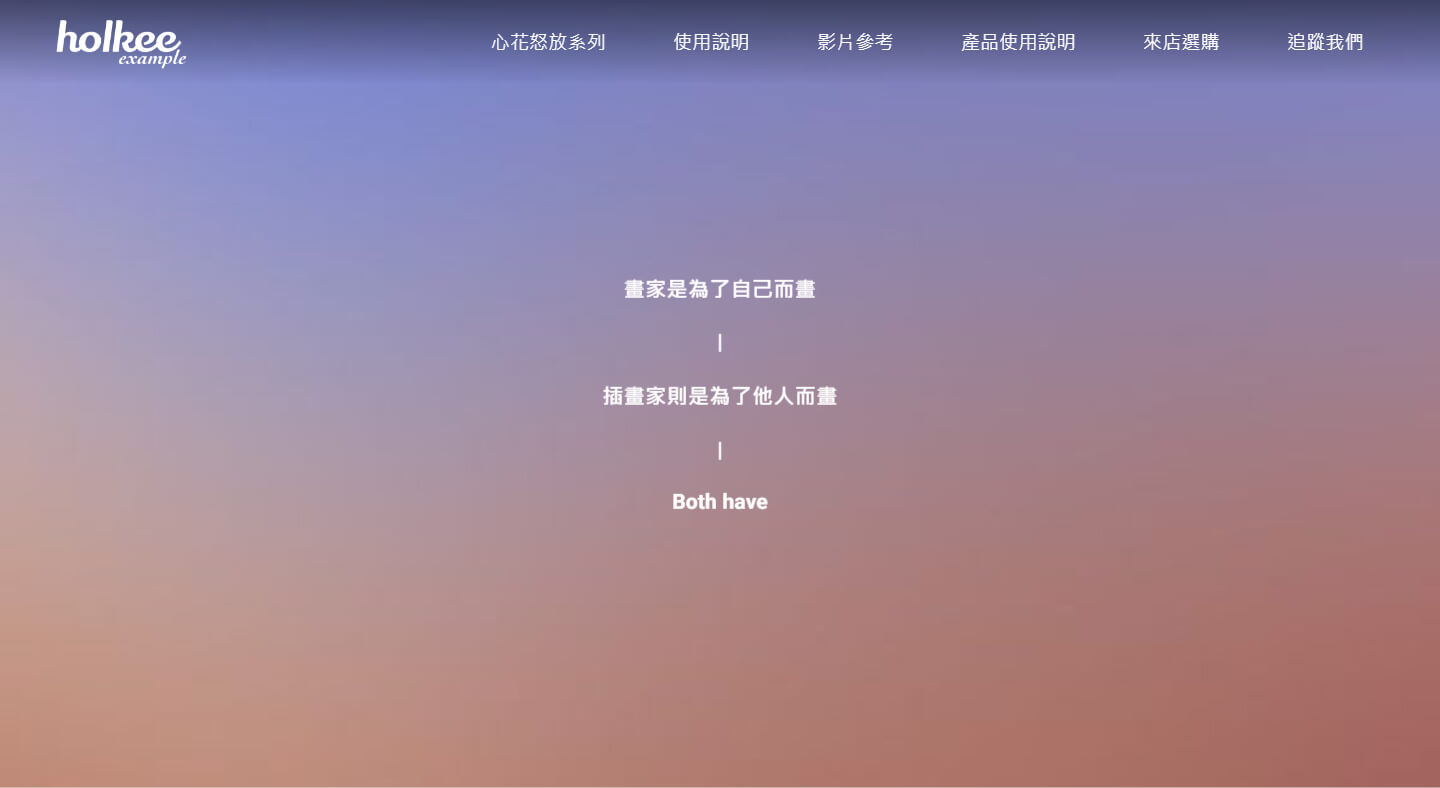 holkee
example
心花怒放系列
使用說明
影片參考
產品使用說明
來店選購
追蹤我們
畫家是為了自己而畫
|
插畫家則是為了他人而畫
|
Both have